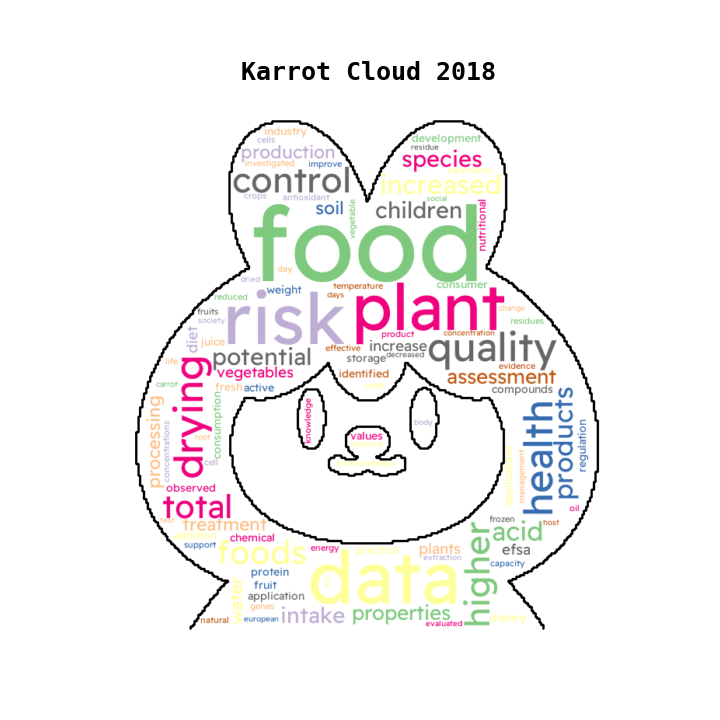 Karrot Cloud 2018
industry
cells
development
residue
production
species
investigated
improve
parameters
control
increased
crops
antioxidant
social
soil
vegetable
children
nutritional
food
day
dried
consumer
temperature
weight
reduced
days
risk
plant
change
fruits
society
residues
product
concentration
diet
juice
effective
increase
quality
potential
storage
decreased
life
evidence
vegetables
identified
assessment
drying
carrot
fresh
active
compounds
processing
consumption
knowledge
body
health
products
concentrations
root
values
regulation
cell
management
observed
total
oil
frozen
host
treatment
acid
addition
support
chemical
energy
practice
plants
efsa
foods
extraction
higher
capacity
protein
data
water
fruit
application
genes
intake
properties
dietary
natural
european
evaluated